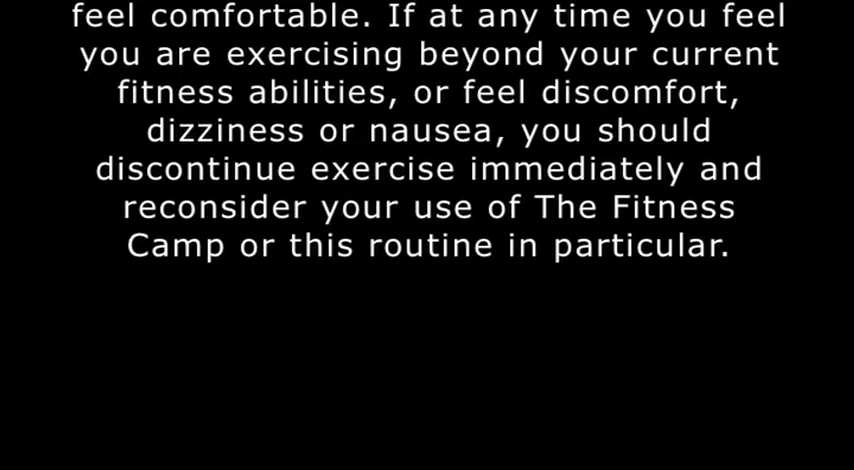 feel comfortable. If at any time you feel
you are exercising beyond your current
fitness abilities, or feel discomfort,
dizziness or nausea, you should
discontinue exercise immediately and
reconsider your use of The Fitness
Camp or this routine in particular.